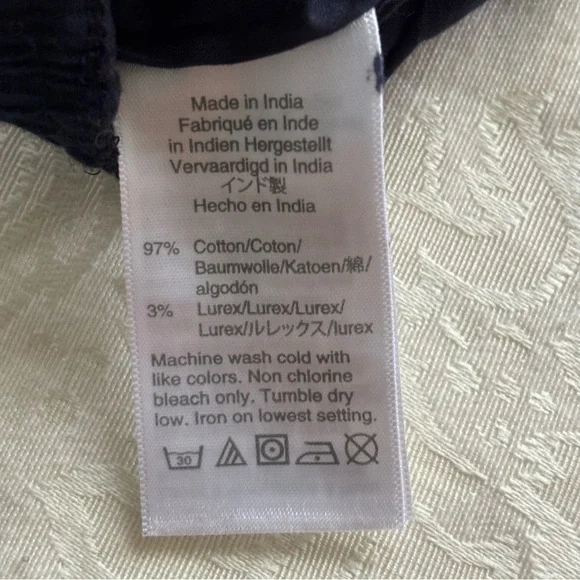 Made in India
Fabriqué en Inde
in Indien Hergestellt
Vervaardigd in India
インド製
Hecho en India
97% Cotton/Coton/
Baumwolle/Katoen/綿/
algodón
3% Lurex/Lurex/Lurex/
Lurex/ルレックス/lurex
Machine wash cold with
like colors. Non chlorine
bleach only. Tumble dry
low. Iron on lowest setting.
30